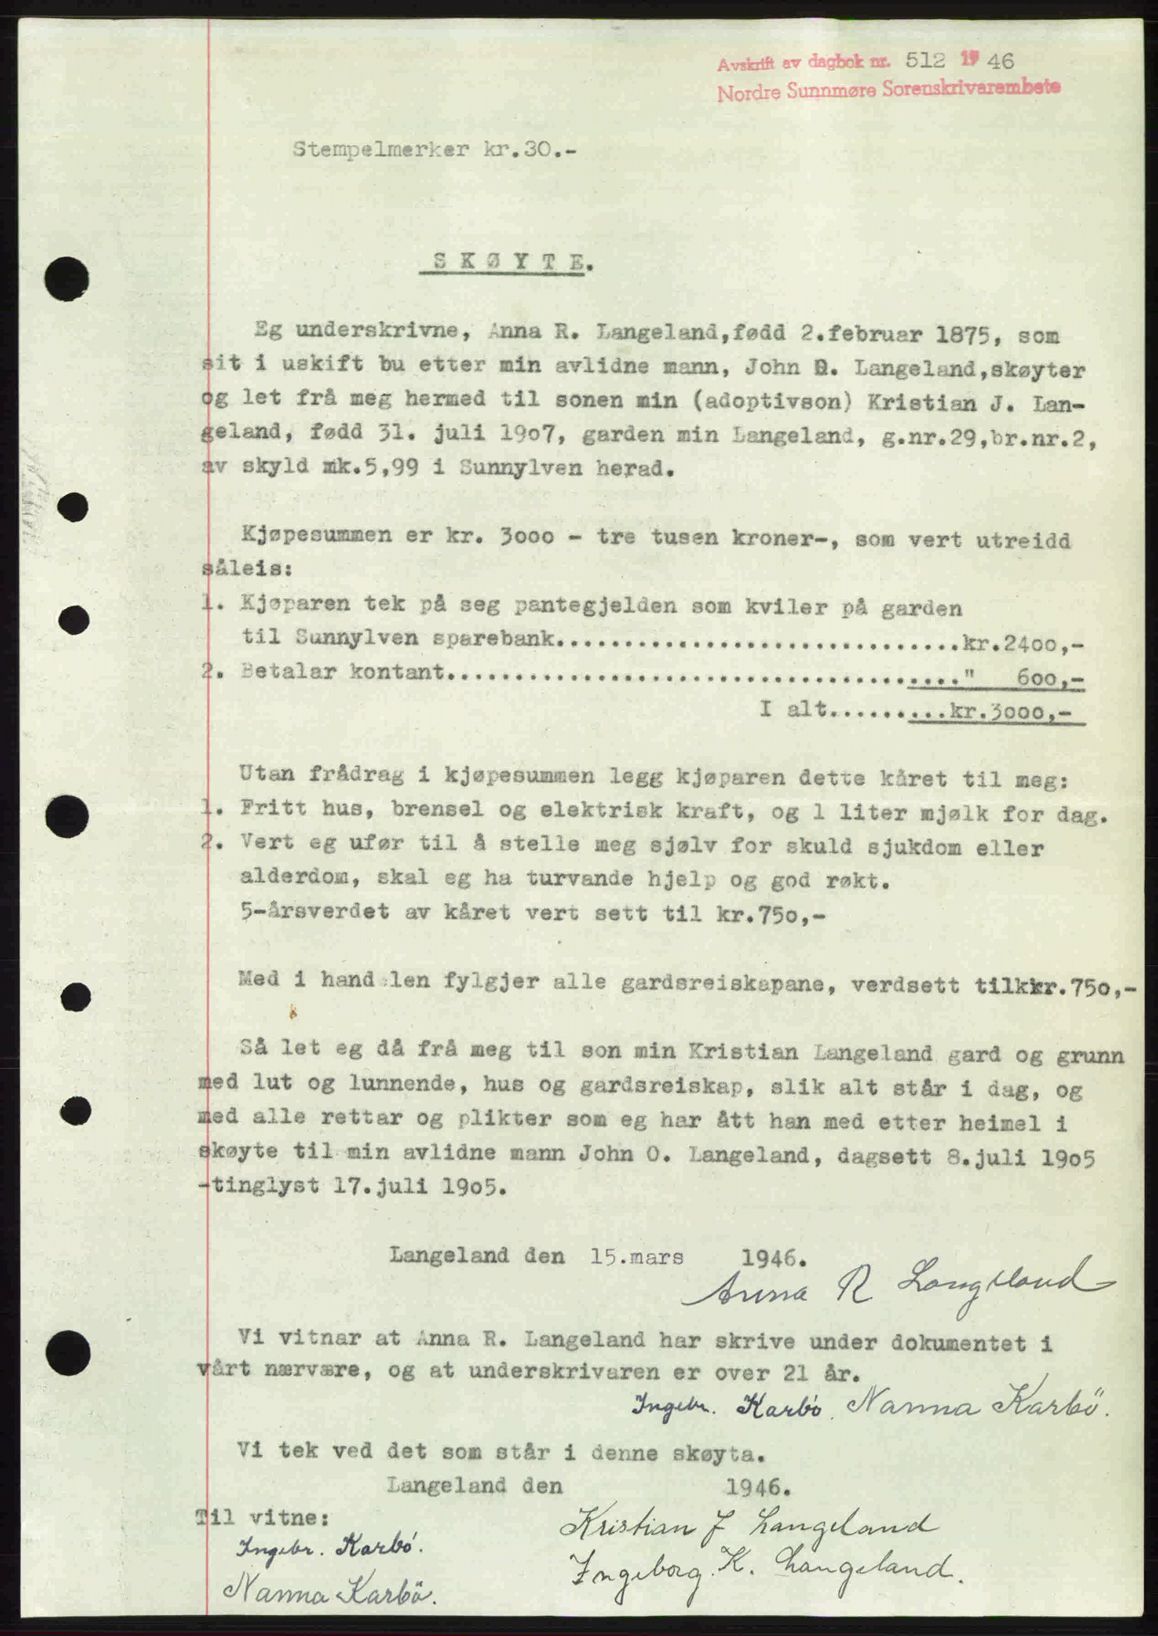 Avskrift av dagbok nr. 512 19 46
Nordre Sunnmøre Sorenskrivarembete
Stempelmerker kr.30.-
S K Ø Y T E.
Eg underskrivne, Anna R. Langeland,fødd 2.februar 1875, som
sit i uskift bu etter min avlidne mann, John O. Langeland,skøyter
og let frå meg hermed til sonen min (adoptivson) Kristian J. Lan-
geland, fødd 31. juli 1907, garden min Langeland, g.nr.29,br.nr.2,
av skyld mk.5,99 i Sunnylven herad.
Kjøpesummen er kr. 3000 - tre tusen kroner-, som vert utreidd
såleis:
1. Kjøparen tek på seg pantegjelden som kviler på garden
til Sunnylven sparebank..............................kr.2400,-
2. Betalar kontant......................................" 600,-
I alt.........kr.3000,-
Utan frådrag i kjøpesummen legg kjøparen dette kåret til meg:
1. Fritt hus, brensel og elektrisk kraft, og 1 liter mjølk for dag.
2. Vert eg ufør til å stelle meg sjølv for skuld sjukdom eller
alderdom, skal eg ha turvande hjelp og god røkt.
5-årsverdet av kåret vert sett til kr.750,-
Med i handelen fylgjer alle gardsreiskapane, verdsett tilkkr.750,-
Så let eg då frå meg til son min Kristian Langeland gard og grunn
med lut og lunnende, hus og gardsreiskap, slik alt står i dag, og
med alle rettar og plikter som eg har ått han med etter heimel i
skøyte til min avlidne mann John O. Langeland, dagsett 8.juli 1905
-tinglyst 17.juli 1905.
Langeland den 15.mars 1946.
Anna R Langeland
Vi vitnar at Anna R. Langeland har skrive under dokumentet i
vårt nærvære, og at underskrivaren er over 21 år.
Ingebr. Karbö. Nanna Karbö.
Vi tek ved det som står i denne skøyta.
Langeland den 1946.
Til vitne:
Kristian J Langeland
Ingebr. Karbö.
Ingeborg K. Langeland.
Nanna Karbö.